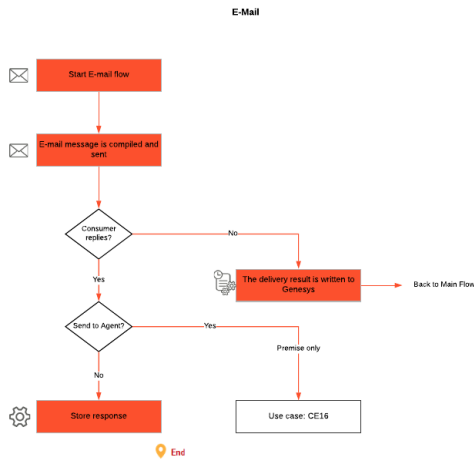 E-Mail
Start E-mail flow
E-mail message is compiled and
sent
Consumer
replies?
No
The delivery result is written to
Genesys
Back to Main Flow
Yes
Send to Agent?
Yes
Premise only
No
Store response
Use case: CE16
End